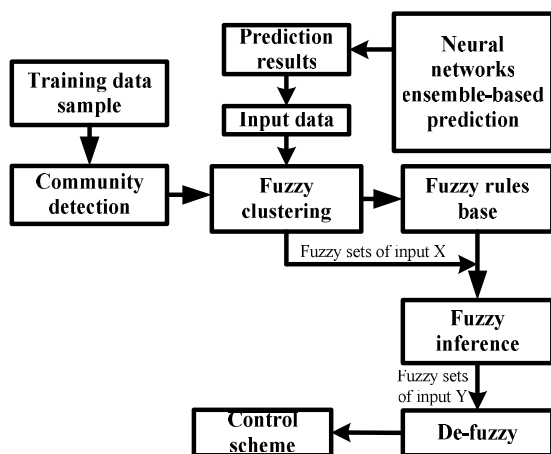 Prediction
results
Neural
networks
ensemble-based
prediction
Training data
sample
Input data
Community
detection
Fuzzy
clustering
Fuzzy rules
base
Fuzzy sets of input X
Fuzzy
inference
Fuzzy sets
of input Y
Control
scheme
De-fuzzy